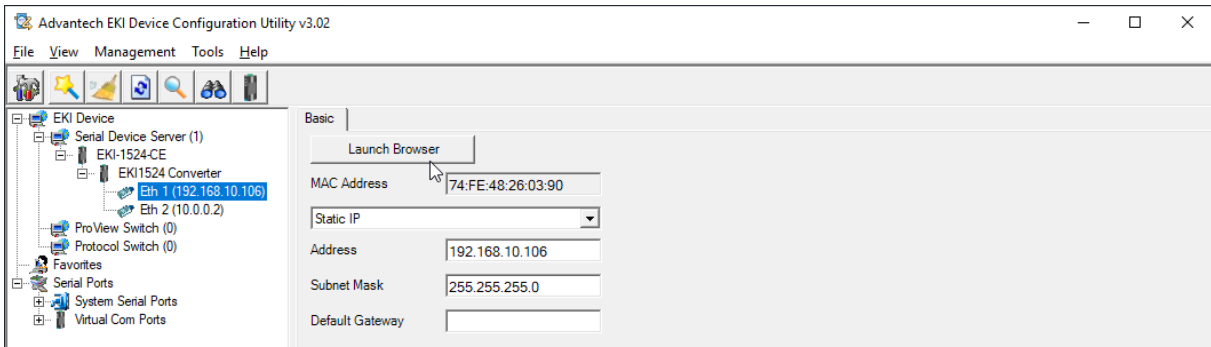 Advantech EKI Device Configuration Utility v3.02
File View Management Tools Help
EKI Device
Serial Device Server (1)
EKI-1524-CE
EKI1524 Converter
Eth 1 (192.168.10.106)
Eth 2 (10.0.0.2)
ProView Switch (0)
Protocol Switch (0)
Favorites
Serial Ports
System Serial Ports
Virtual Com Ports
Basic
Launch Browser
MAC Address 74:FE:48:26:03:90
Static IP
Address 192.168.10.106
Subnet Mask 255.255.255.0
Default Gateway